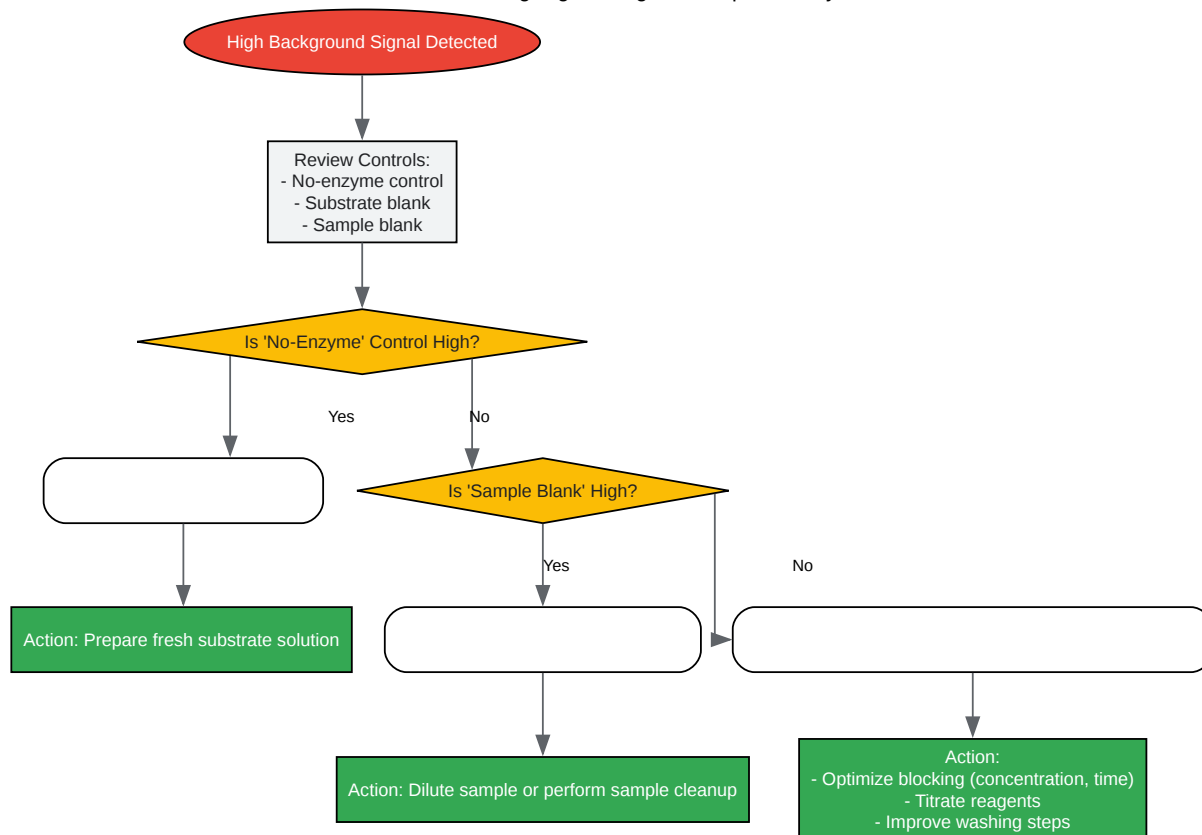 High Background Signal Detected
Review Controls:
- No-enzyme control
- Substrate blank
- Sample blank
Is 'No-Enzyme' Control High?
Yes
No
Is 'Sample Blank' High?
Yes
No
Action: Prepare fresh substrate solution
Action: Dilute sample or perform sample cleanup
Action:
- Optimize blocking (concentration, time)
- Titrate reagents
- Improve washing steps